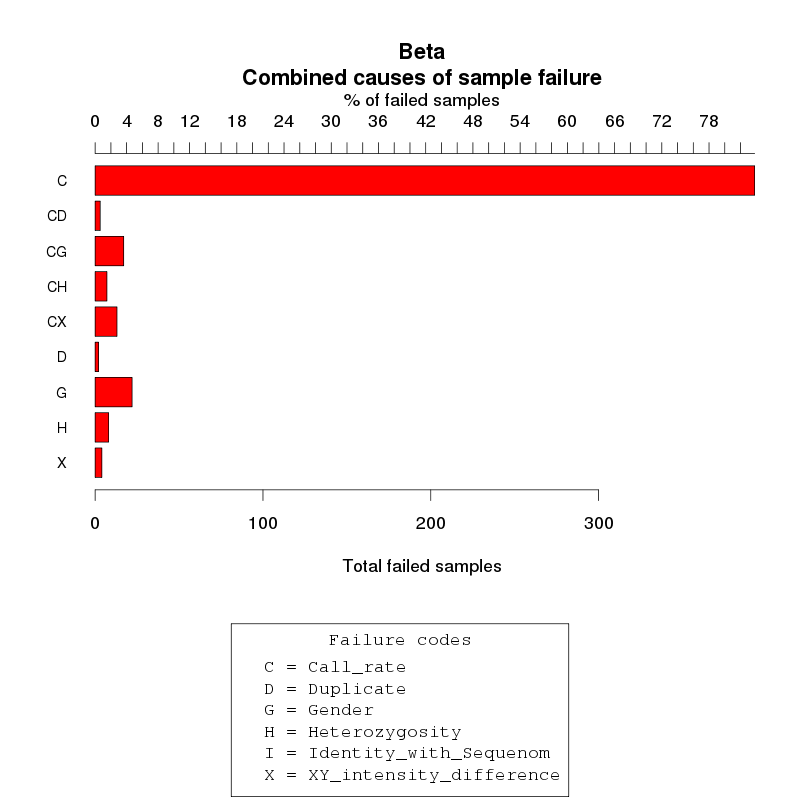 Beta
Combined causes of sample failure
% of failed samples
0 4 8 12 18 24 30 36 42 48 54 60 66 72 78
C
CD
CG
CH
CX
D
G
H
X
0 100 200 300
Total failed samples
Failure codes
C = Call_rate
D = Duplicate
G = Gender
H = Heterozygosity
I = Identity_with_Sequenom
X = XY_intensity_difference